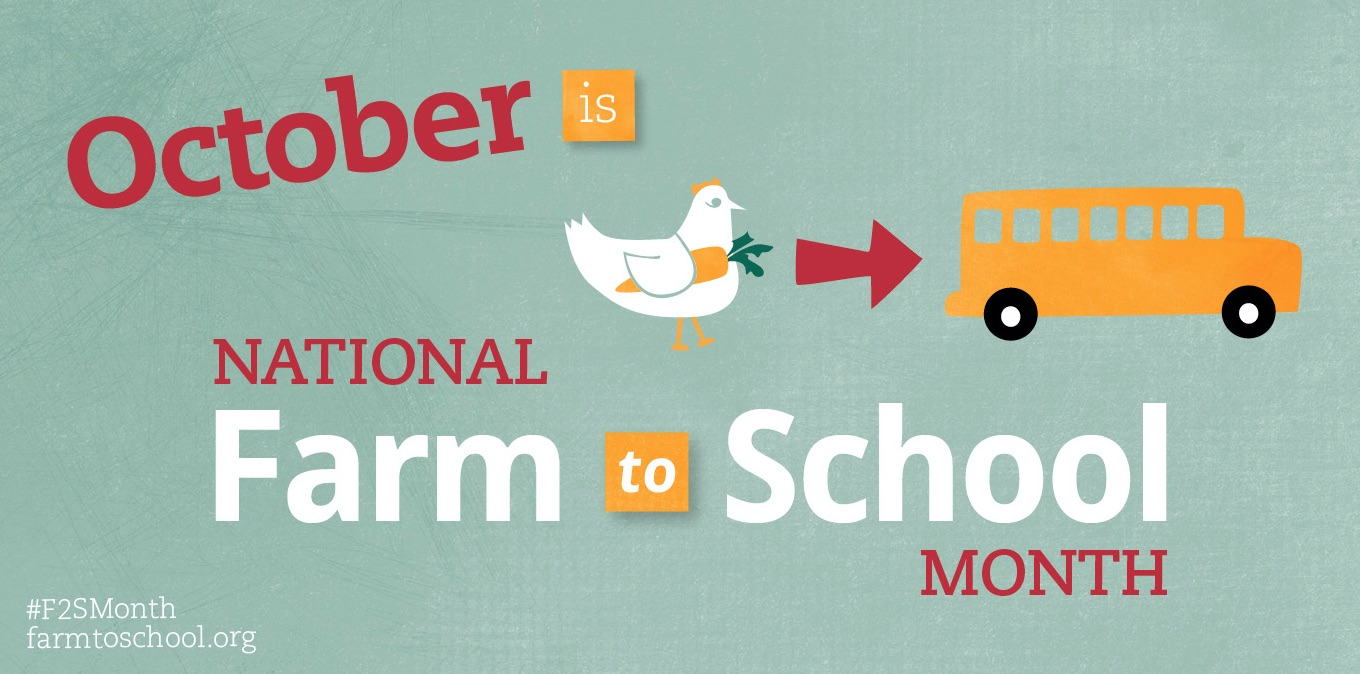 October is
NATIONAL
Farm to School
MONTH
#F2SMonth
farmtoschool.org